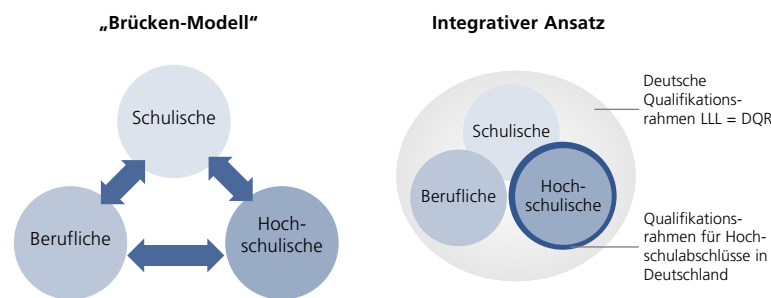 „Brücken-Modell“
Schulische
Berufliche
Hoch-
schulische
Integrativer Ansatz
Schulische
Berufliche
Hoch-
schulische
Deutsche
Qualifikations-
rahmen LLL = DQR
Qualifikations-
rahmen für Hoch-
schulabschlüsse in
Deutschland